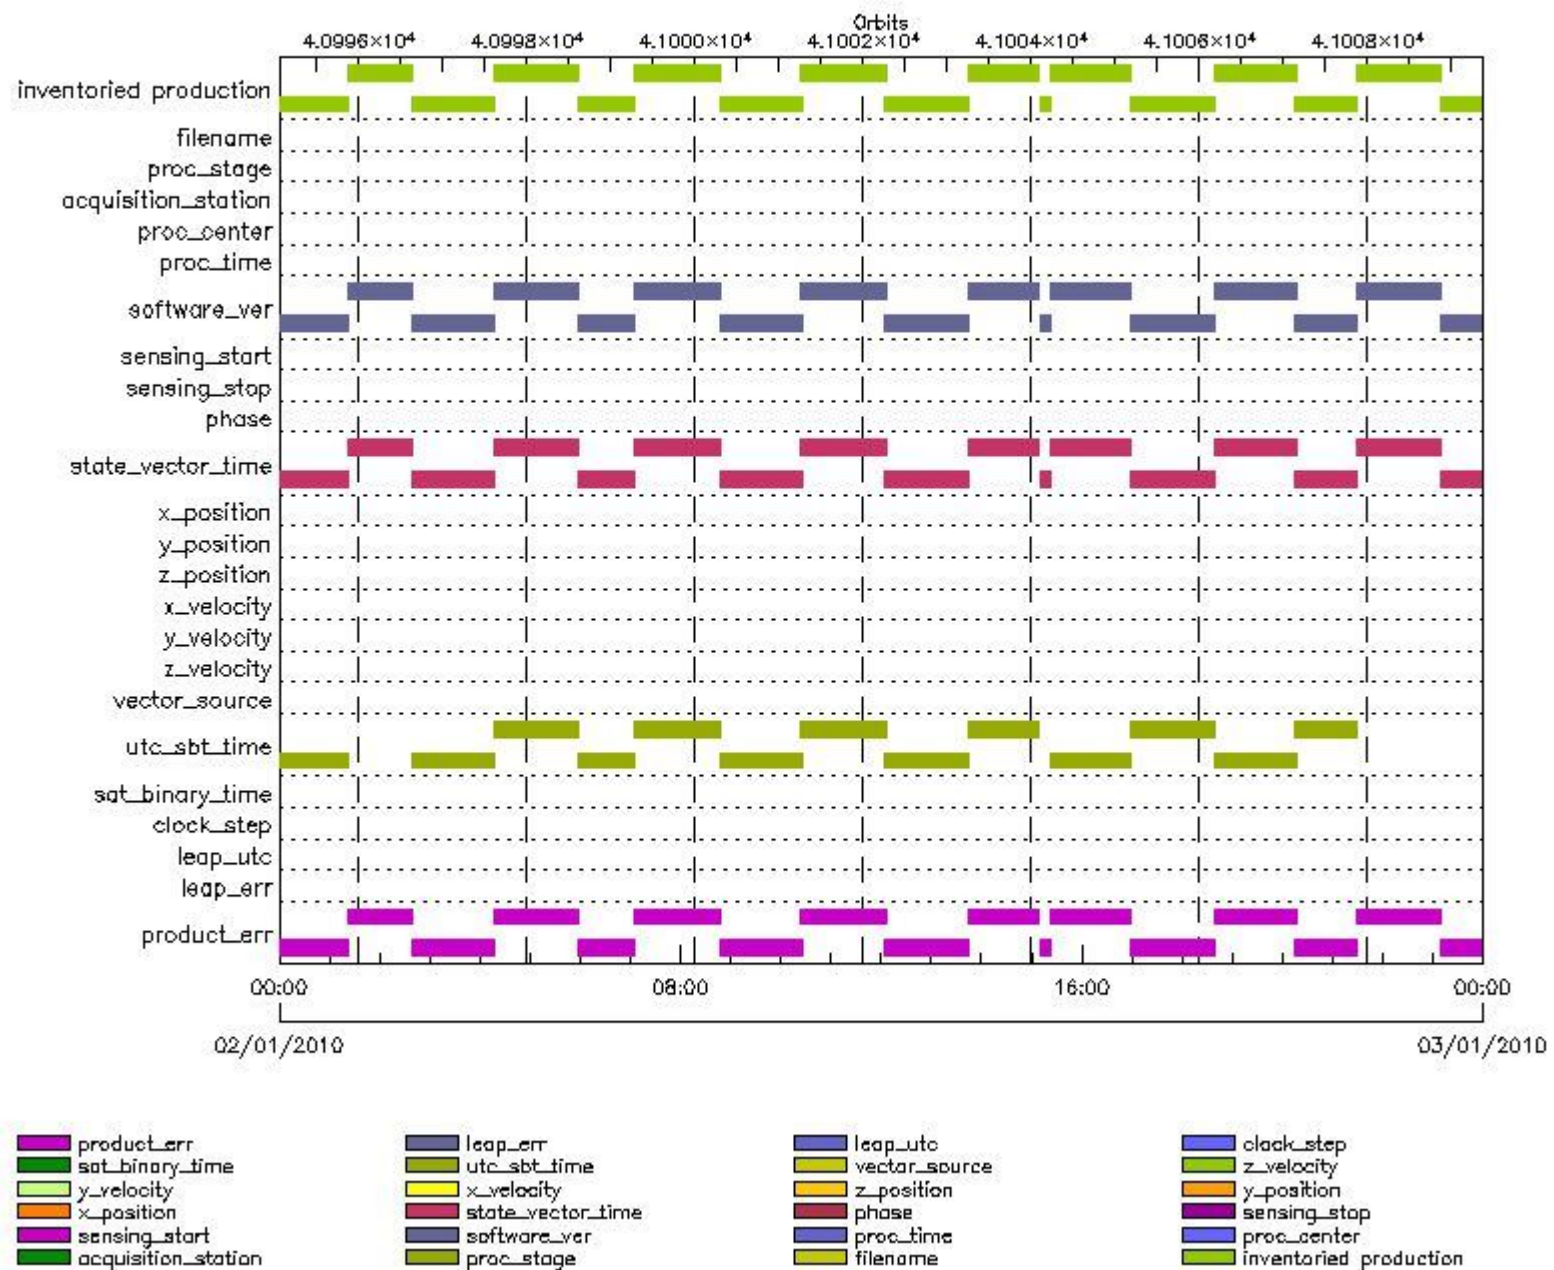 Orbits
4.0996×10⁴ 4.0998×10⁴ 4.1000×10⁴ 4.1002×10⁴ 4.1004×10⁴ 4.1006×10⁴ 4.1008×10⁴
inventoried production
filename
proc_stage
acquisition_station
proc_center
proc_time
software_ver
sensing_start
sensing_stop
phase
state_vector_time
x_position
y_position
z_position
x_velocity
y_velocity
z_velocity
vector_source
utc_sbt_time
sat_binary_time
clock_step
leap_utc
leap_err
product_err
00:00 08:00 16:00 00:00
02/01/2010 03/01/2010
product_err leap_err leap_utc clock_step
sat_binary_time utc_sbt_time vector_source z_velocity
y_velocity x_velocity z_position y_position
x_position state_vector_time phase sensing_stop
sensing_start software_ver proc_time proc_center
acquisition_station proc_stage filename inventoried production